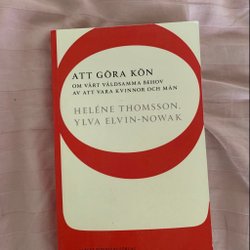 ATT GÖRA KÖN
OM VÅRT VÅLDSAMMA BEHOV
AV ATT VARA KVINNOR OCH MÄN
HELÉNE THOMSSON,
YLVA ELVIN-NOWAK